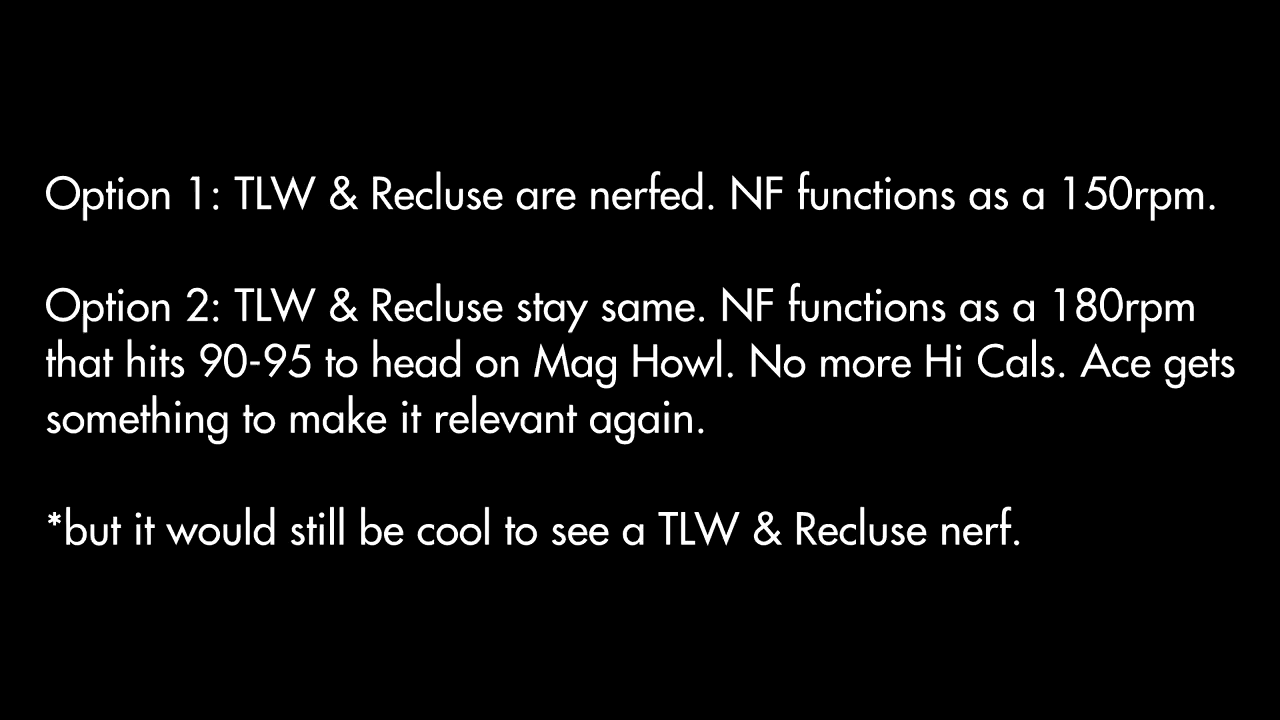 Option 1: TLW & Recluse are nerfed. NF functions as a 150rpm.
Option 2: TLW & Recluse stay same. NF functions as a 180rpm
that hits 90-95 to head on Mag Howl. No more Hi Cals. Ace gets
something to make it relevant again.
*but it would still be cool to see a TLW & Recluse nerf.